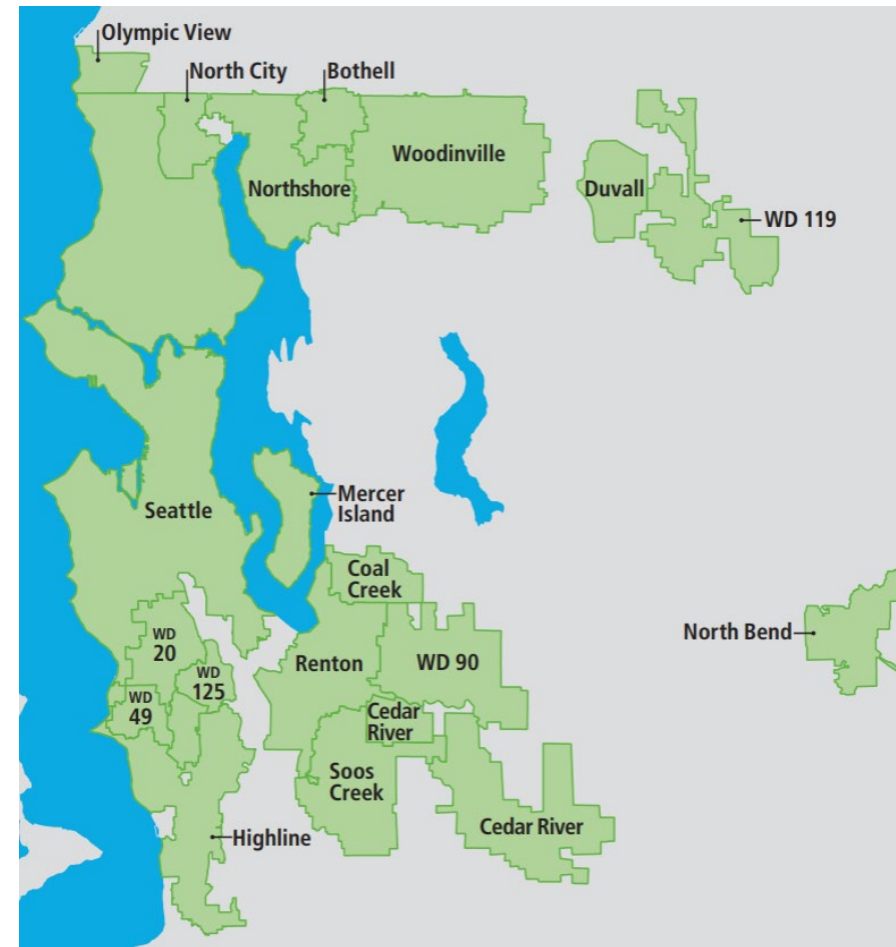 Olympic View
North City
Bothell
Woodinville
Northshore
Duvall
WD 119
Mercer
Island
Seattle
Coal
Creek
WD
20
North Bend
Renton
WD 90
WD
125
WD
49
Cedar
River
Soos
Creek
Cedar River
Highline